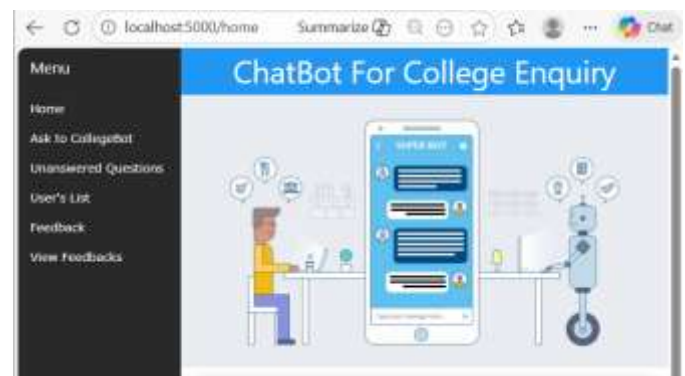 localhost:5000/home Summarize Chat
Menu
ChatBot For College Enquiry
Home
Ask to CollegeBot
Unanswered Questions
User's List
Feedback
View Feedbacks
SUPER BOT